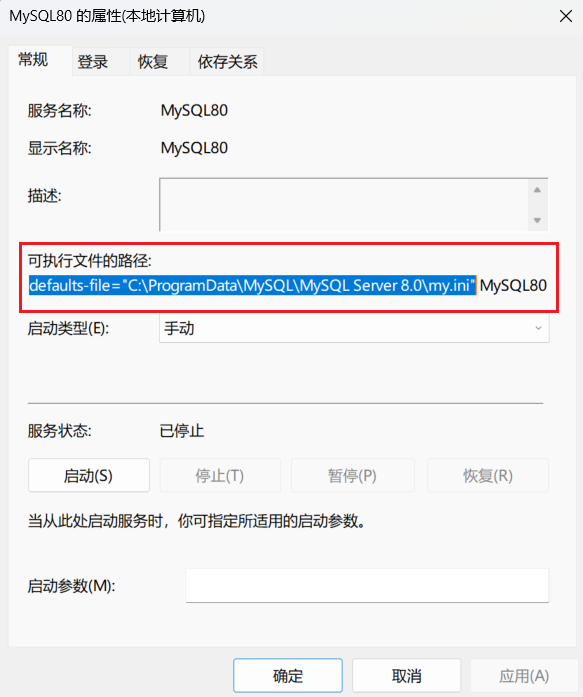 MySQL80 的属性(本地计算机)
常规 登录 恢复 依存关系
服务名称: MySQL80
显示名称: MySQL80
描述:
可执行文件的路径:
defaults-file="C:\ProgramData\MySQL\MySQL Server 8.0\my.ini" MySQL80
启动类型(E): 手动
服务状态: 已停止
启动(S) 停止(T) 暂停(P) 恢复(R)
当从此处启动服务时，你可指定所适用的启动参数。
启动参数(M):
确定 取消 应用(A)